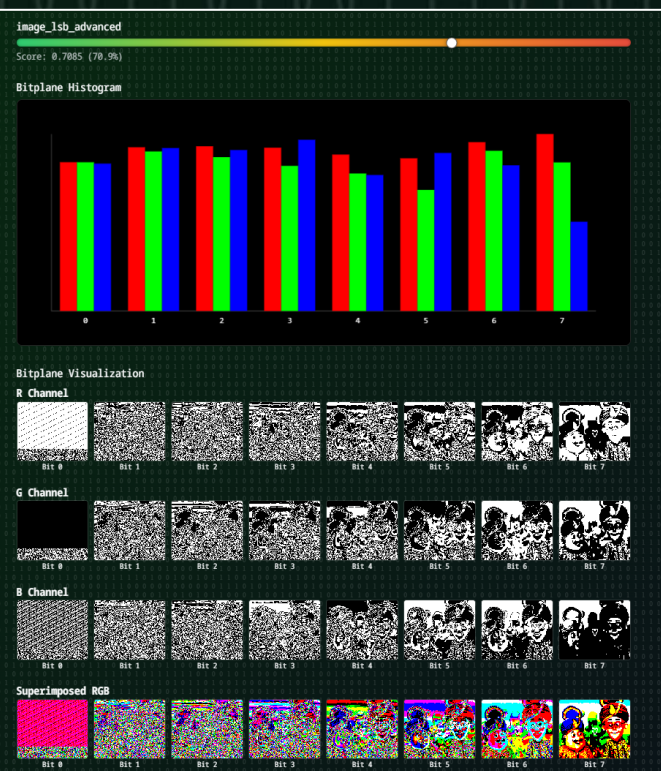 image_lsb_advanced
Score: 0.7085 (70.9%)
Bitplane Histogram
0 1 2 3 4 5 6 7
Bitplane Visualization
R Channel
Bit 0 Bit 1 Bit 2 Bit 3 Bit 4 Bit 5 Bit 6 Bit 7
G Channel
Bit 0 Bit 1 Bit 2 Bit 3 Bit 4 Bit 5 Bit 6 Bit 7
B Channel
Bit 0 Bit 1 Bit 2 Bit 3 Bit 4 Bit 5 Bit 6 Bit 7
Superimposed RGB
Bit 0 Bit 1 Bit 2 Bit 3 Bit 4 Bit 5 Bit 6 Bit 7